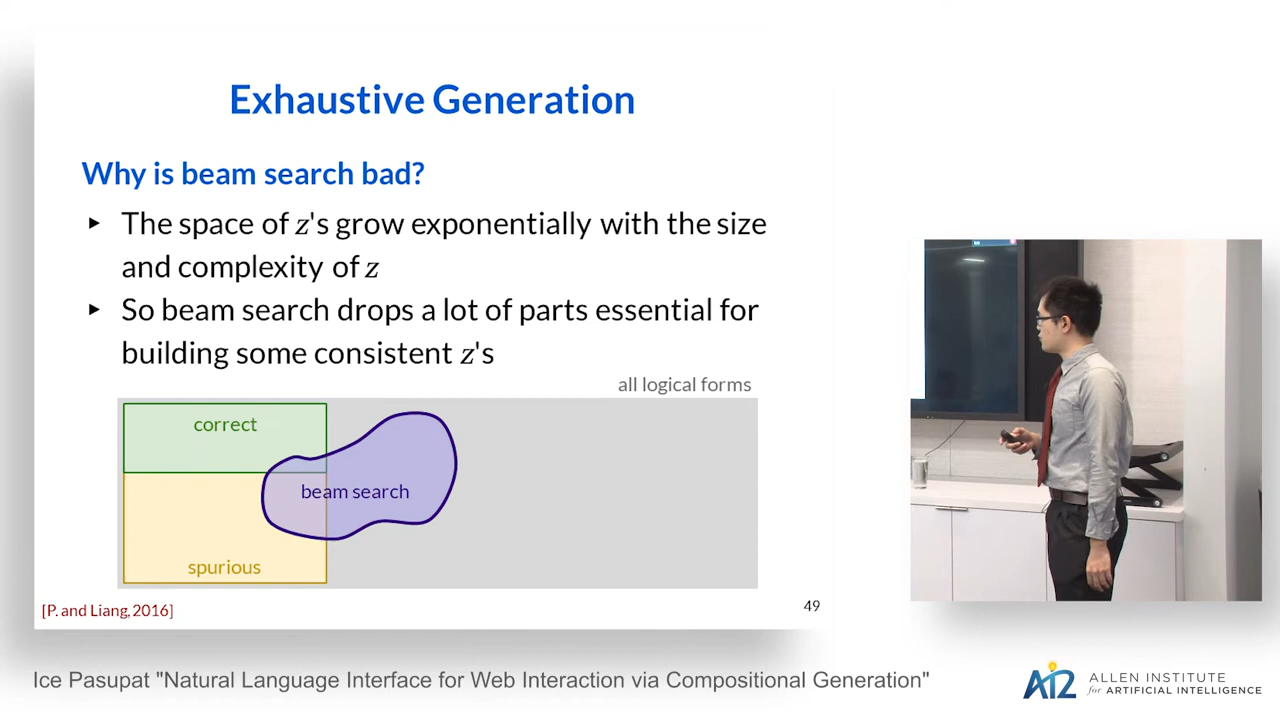 Exhaustive Generation
Why is beam search bad?
▸ The space of z's grow exponentially with the size
and complexity of z
▸ So beam search drops a lot of parts essential for
building some consistent z's
all logical forms
correct
beam search
spurious
[P. and Liang, 2016]
49
Ice Pasupat "Natural Language Interface for Web Interaction via Compositional Generation"
AI2
ALLEN INSTITUTE
for ARTIFICIAL INTELLIGENCE